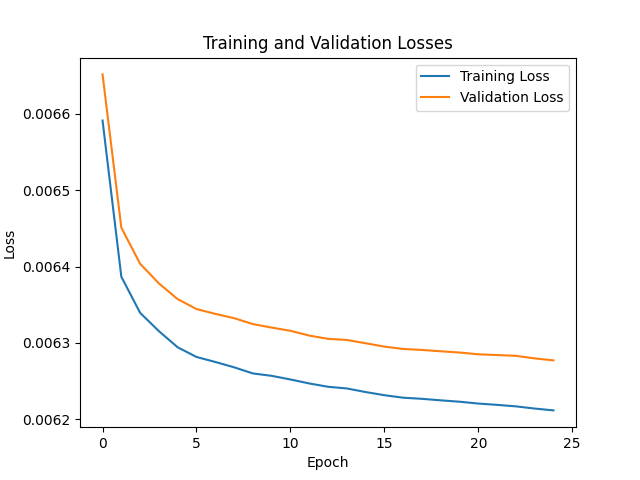 Training and Validation Losses
Training Loss
Validation Loss
0.0066
0.0065
0.0064
0.0063
0.0062
Loss
0 5 10 15 20 25
Epoch